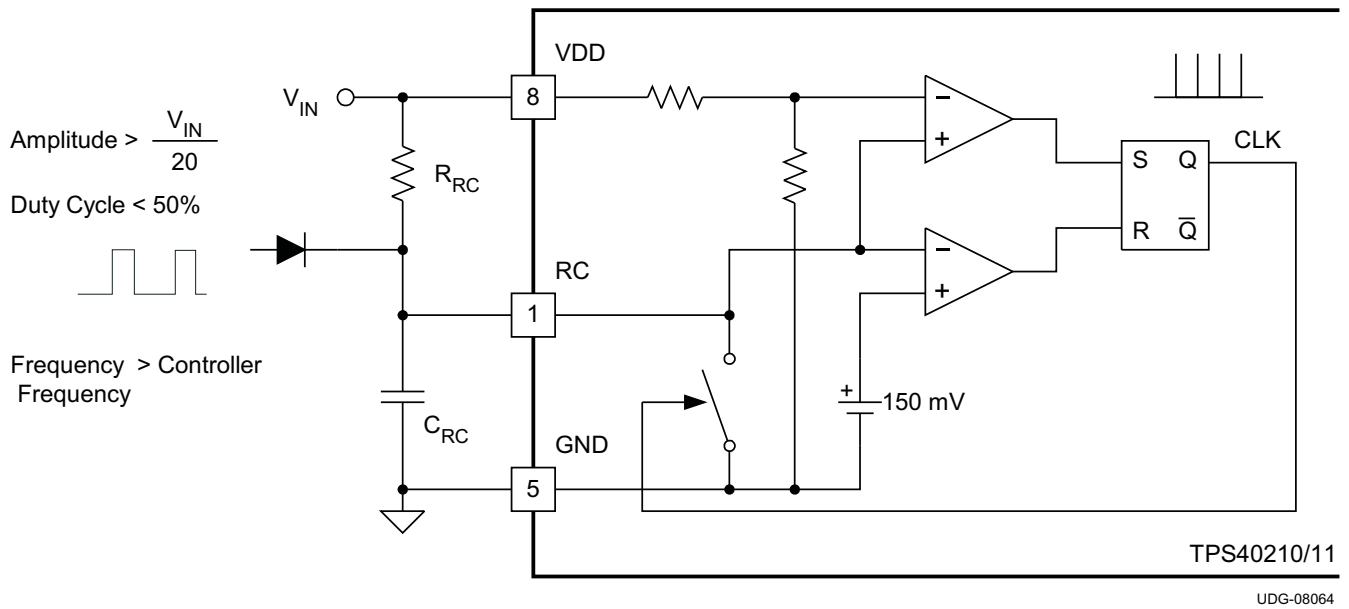 VDD
V_IN
8
Amplitude > V_IN
20
Duty Cycle < 50%
R_RC
RC
1
Frequency > Controller
Frequency
C_RC
GND
5
−
+
−
+
S Q
R Q̅
CLK
+
150 mV
TPS40210/11
UDG-08064